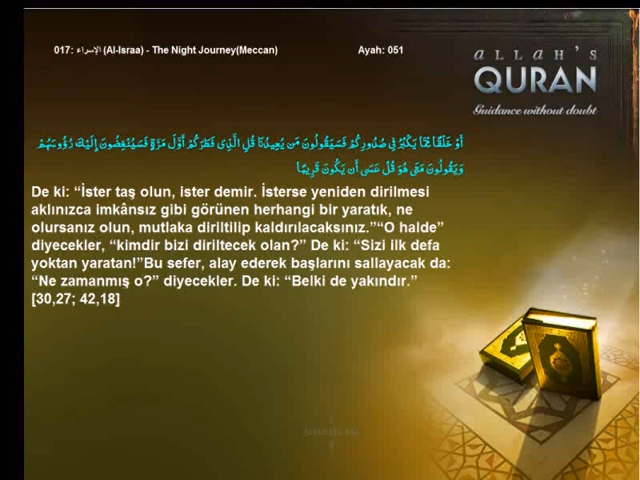 017: الإسراء (Al-Israa) - The Night Journey(Meccan)
Ayah: 051
ALLAH'S
QURAN
Guidance without doubt
أَوْ خَلْقًا مِّمَّا يَكْبُرُ فِي صُدُورِكُمْ فَسَيَقُولُونَ مَن يُعِيدُنَا قُلِ الَّذِي فَطَرَكُمْ أَوَّلَ مَرَّةٍ فَسَيُنْغِضُونَ إِلَيْكَ رُؤُوسَهُمْ
وَيَقُولُونَ مَتَى هُوَ قُلْ عَسَى أَن يَكُونَ قَرِيبًا
De ki: “İster taş olun, ister demir. İsterse yeniden dirilmesi
aklınızca imkânsız gibi görünen herhangi bir yaratık, ne
olursanız olun, mutlaka diriltilip kaldırılacaksınız.”“O halde”
diyecekler, “kimdir bizi diriltecek olan?” De ki: “Sizi ilk defa
yoktan yaratan!”Bu sefer, alay ederek başlarını sallayacak da:
“Ne zamanmış o?” diyecekler. De ki: “Belki de yakındır.”
[30,27; 42,18]